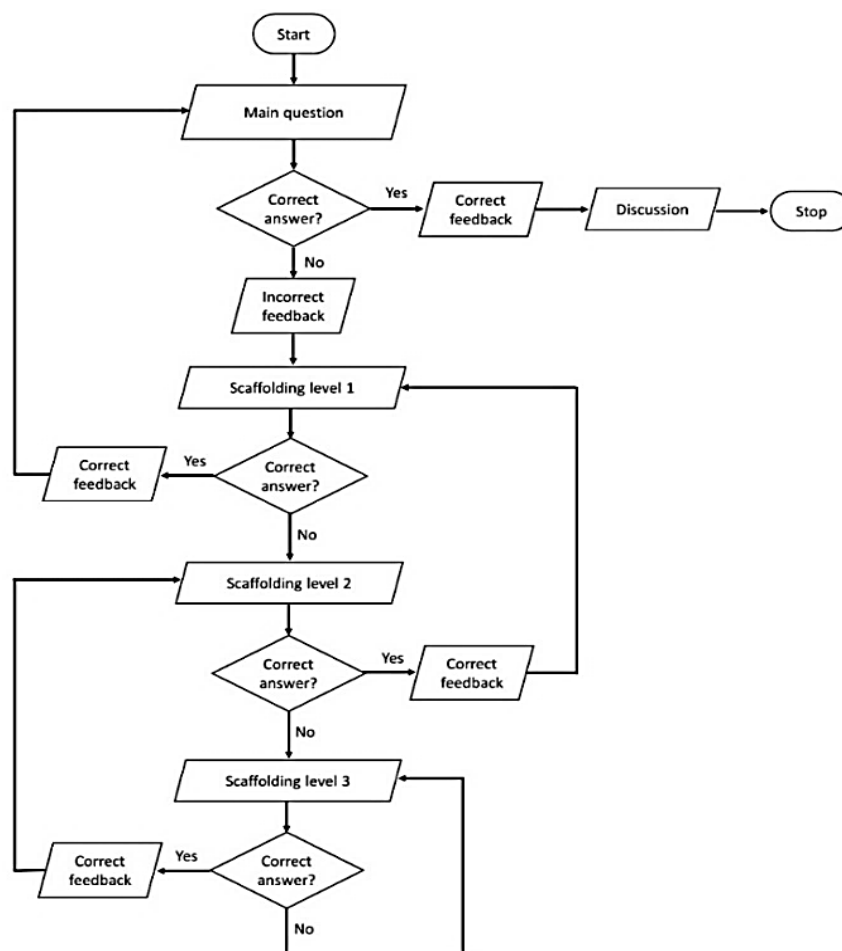 Start
Main question
Correct
answer?
Yes
Correct
feedback
Discussion
Stop
No
Incorrect
feedback
Scaffolding level 1
Correct
feedback
Yes
Correct
answer?
No
Scaffolding level 2
Correct
answer?
Yes
Correct
feedback
No
Scaffolding level 3
Correct
feedback
Yes
Correct
answer?
No